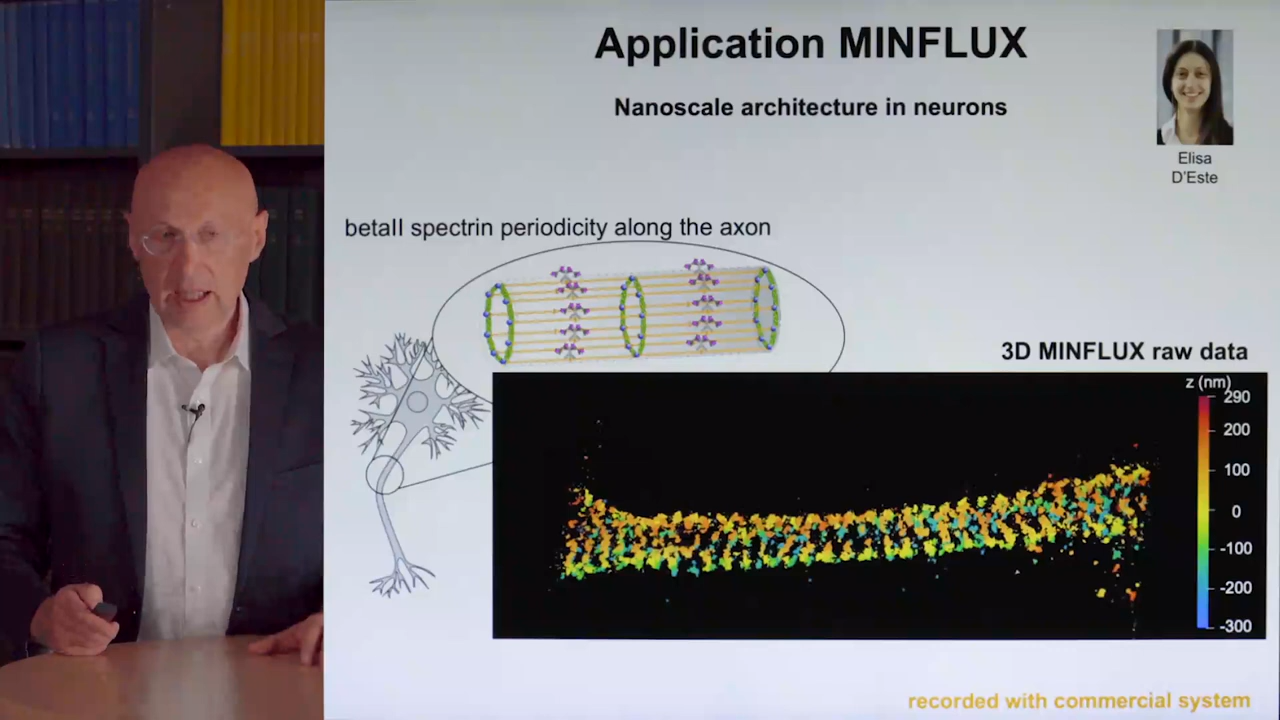 Application MINFLUX
Nanoscale architecture in neurons
Elisa
D'Este
betaII spectrin periodicity along the axon
3D MINFLUX raw data
z (nm)
290
200
100
0
-100
-200
-300
recorded with commercial system